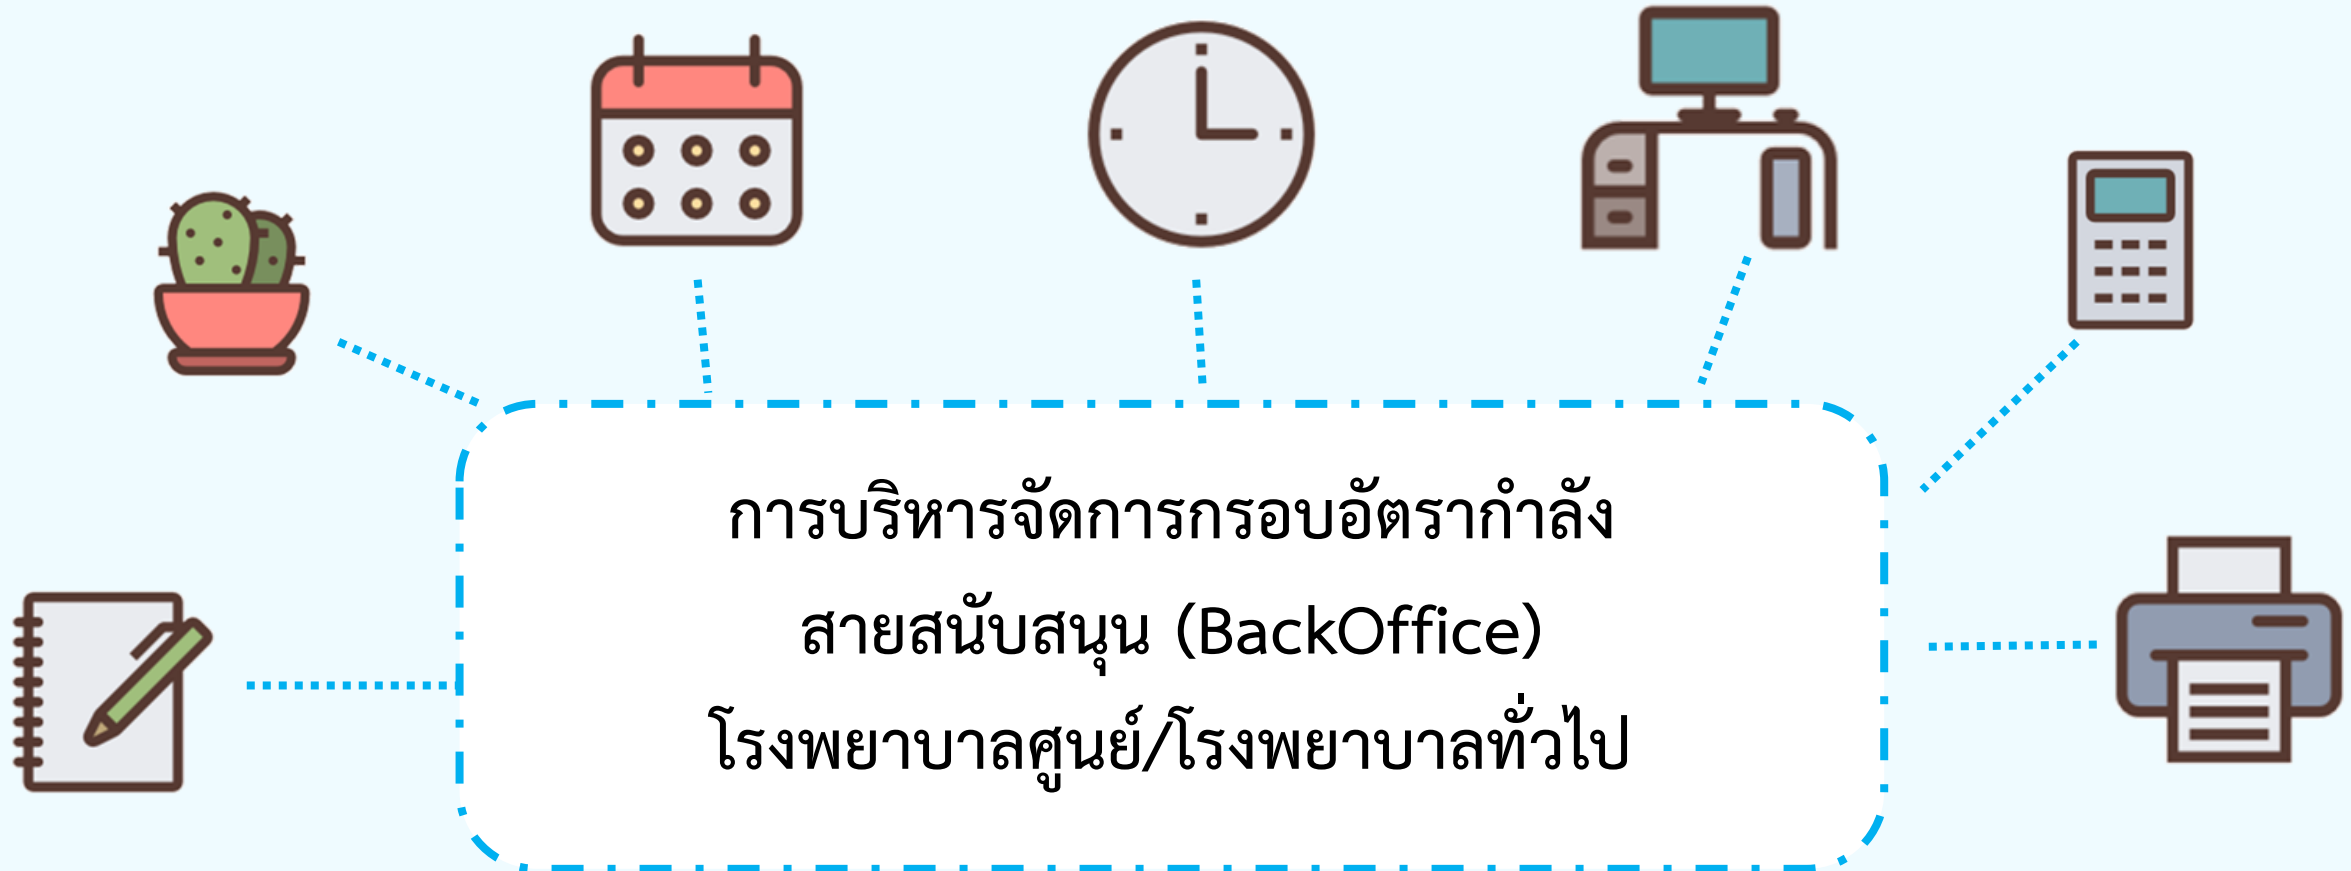 การบริหารจัดการกรอบอัตรากำลัง
สายสนับสนุน (BackOffice)
โรงพยาบาลศูนย์/โรงพยาบาลทั่วไป